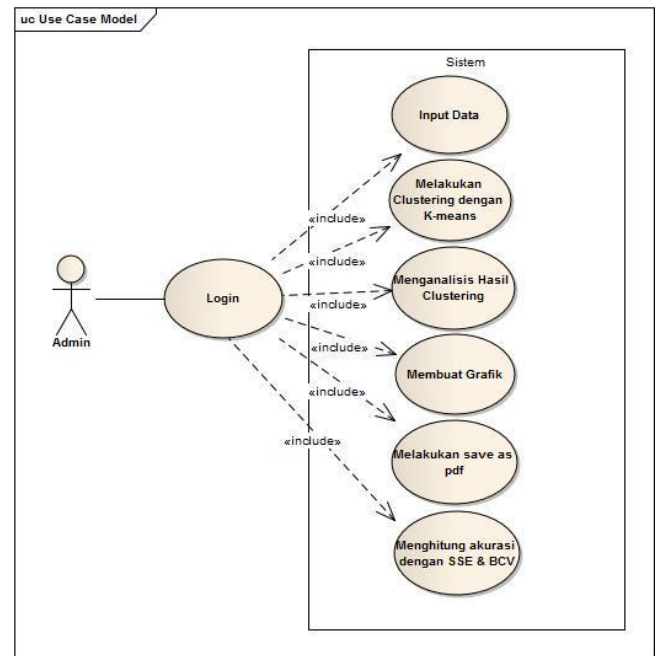 uc Use Case Model
Sistem
Input Data
Melakukan
Clustering dengan
K-means
«include»
«include»
Menganalisis Hasil
Clustering
Login
«include»
Admin
«include»
Membuat Grafik
«include»
«include»
Melakukan save as
pdf
Menghitung akurasi
dengan SSE & BCV